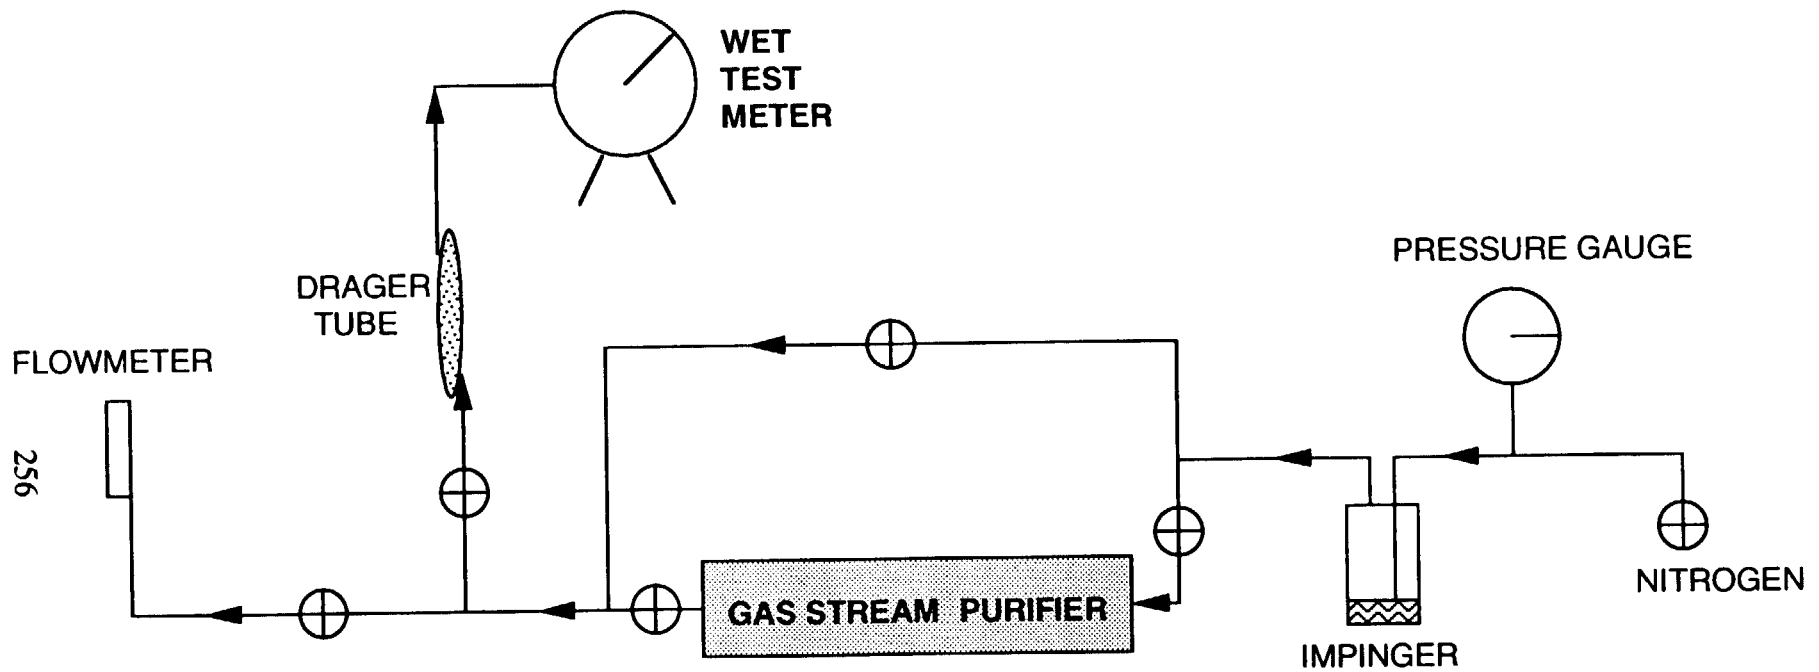 WET
TEST
METER
PRESSURE GAUGE
DRAGER
TUBE
FLOWMETER
256
NITROGEN
GAS STREAM PURIFIER
IMPINGER